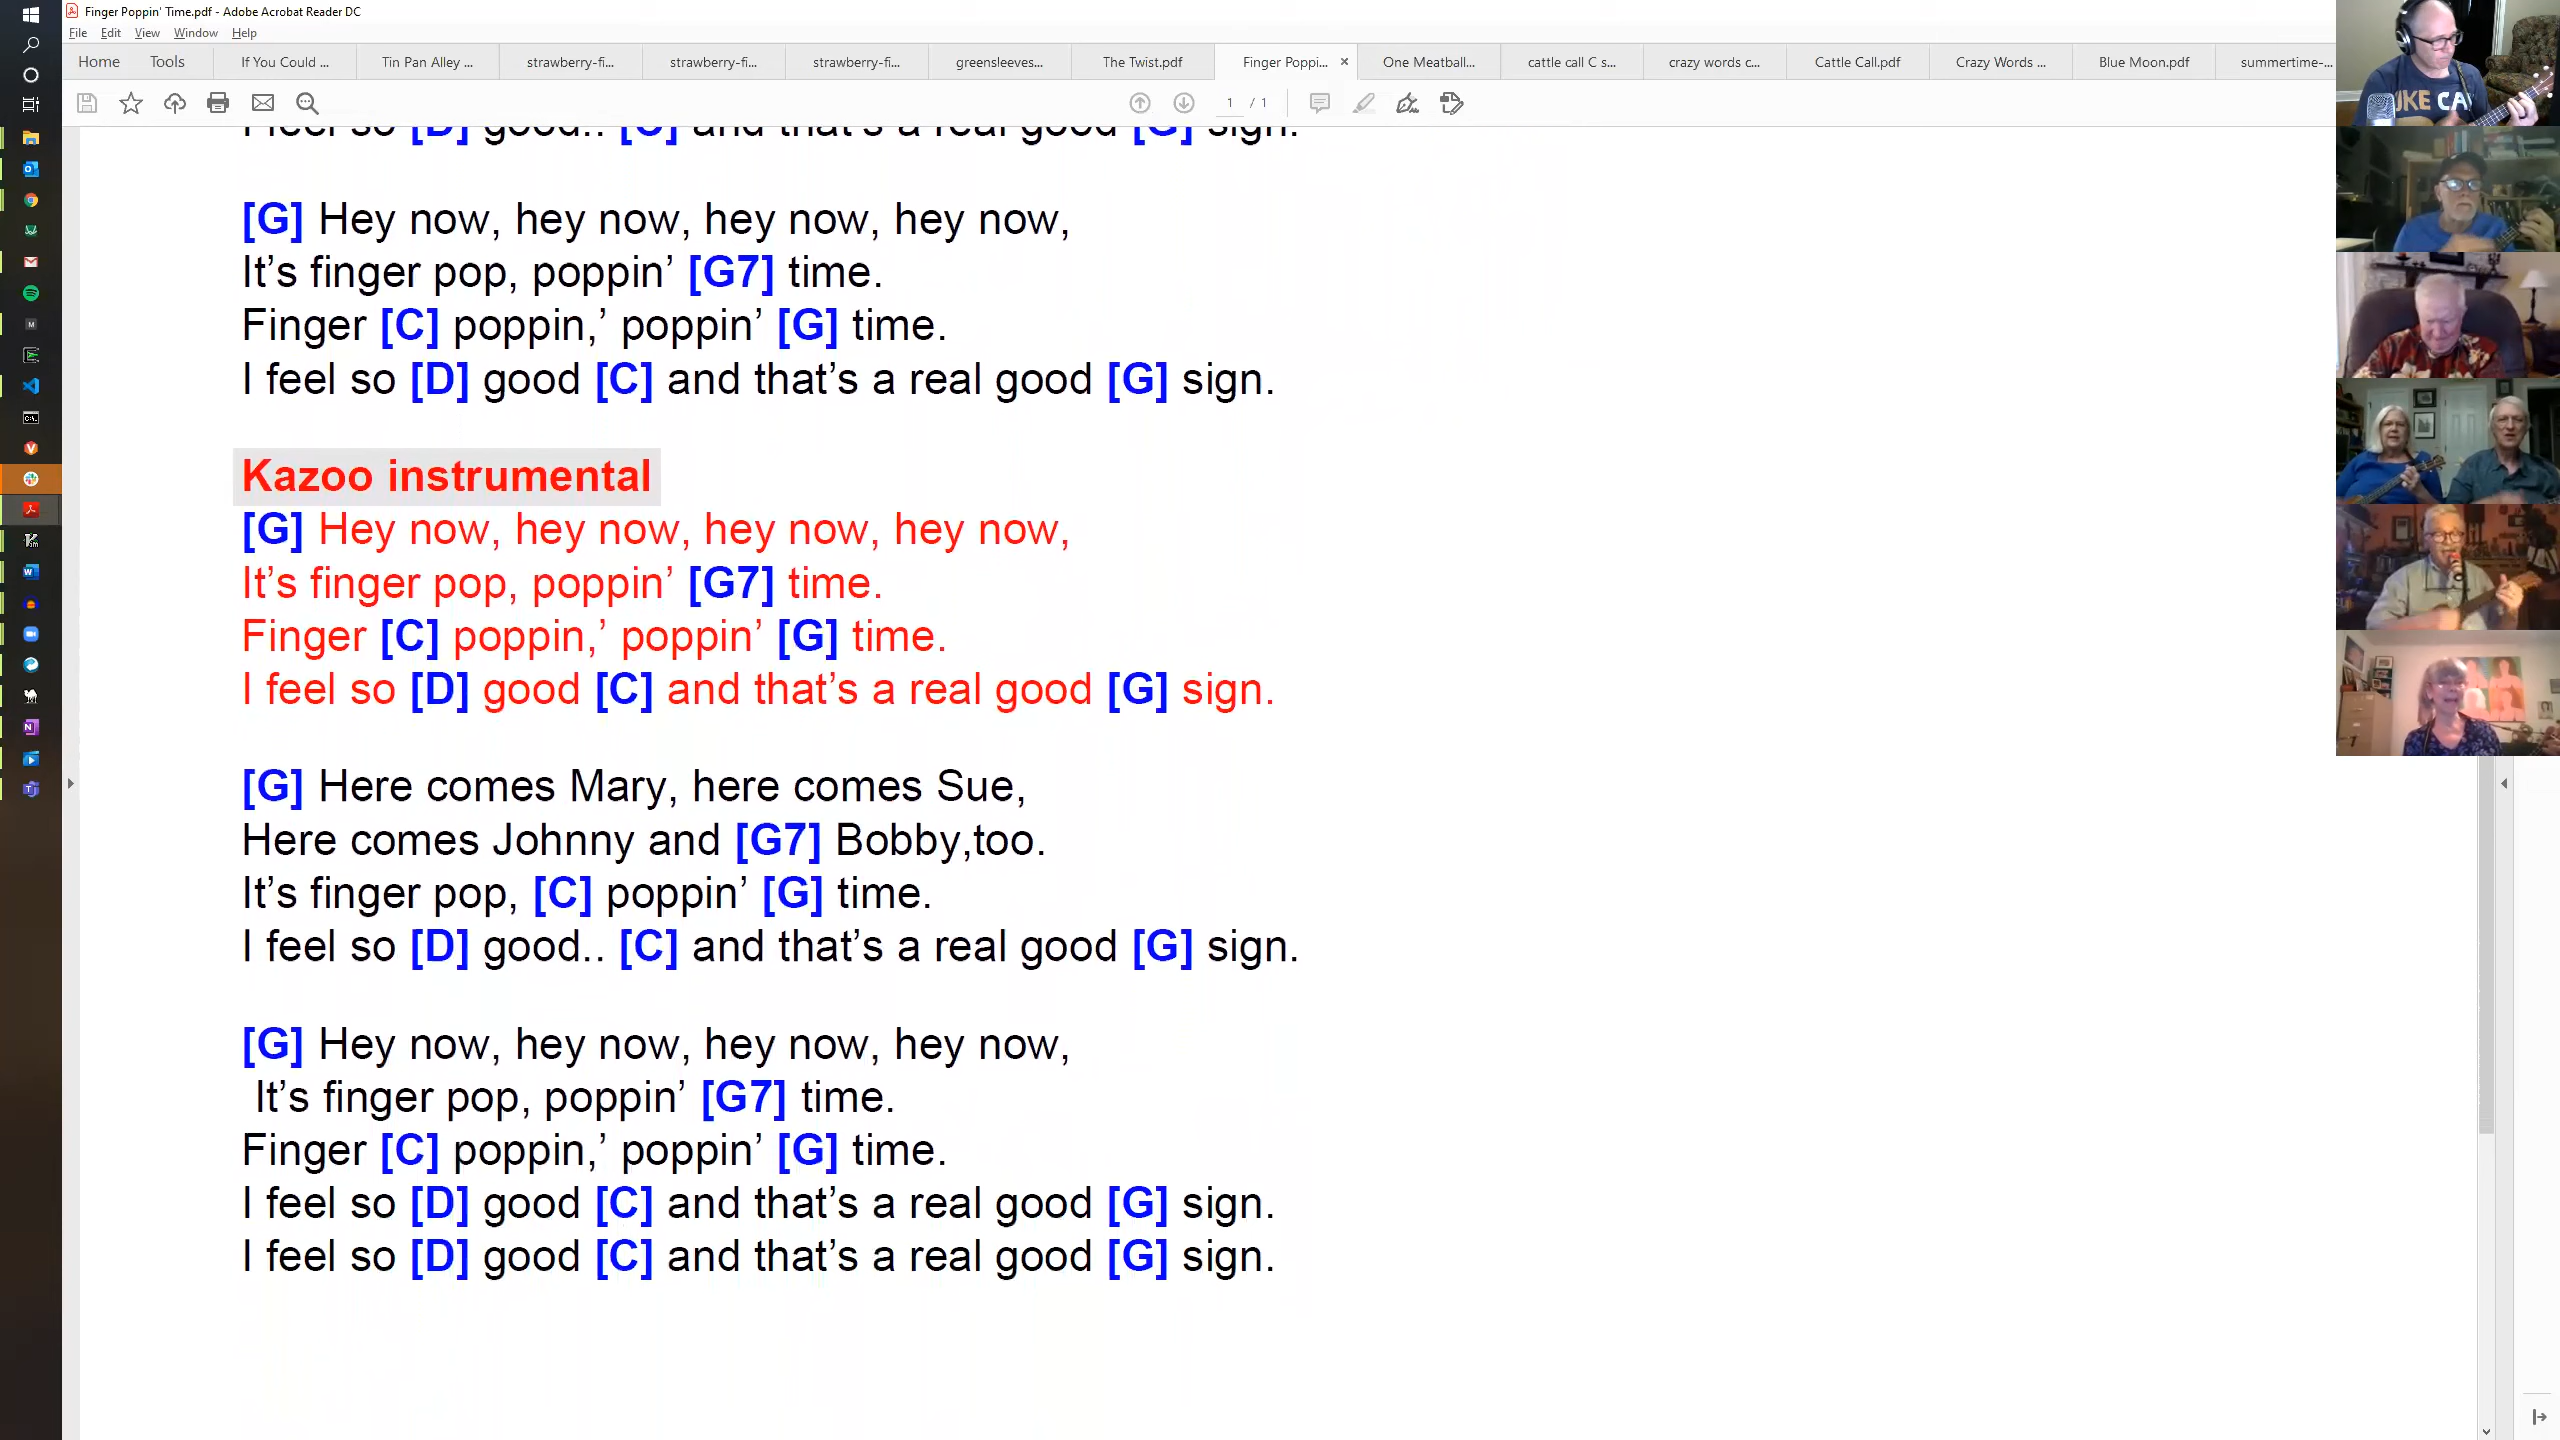 Finger Poppin' Time.pdf - Adobe Acrobat Reader DC
File Edit View Window Help
Home Tools If You Could ... Tin Pan Alley ... strawberry-fi... strawberry-fi... strawberry-fi... greensleeves... The Twist.pdf Finger Poppi... × One Meatball... cattle call C s... crazy words c... Cattle Call.pdf Crazy Words ... Blue Moon.pdf summertime-...
1 / 1
I feel so [D] good.. [C] and that’s a real good [G] sign.
[G] Hey now, hey now, hey now, hey now,
It’s finger pop, poppin’ [G7] time.
Finger [C] poppin,’ poppin’ [G] time.
I feel so [D] good [C] and that’s a real good [G] sign.
Kazoo instrumental
[G] Hey now, hey now, hey now, hey now,
It’s finger pop, poppin’ [G7] time.
Finger [C] poppin,’ poppin’ [G] time.
I feel so [D] good [C] and that’s a real good [G] sign.
[G] Here comes Mary, here comes Sue,
Here comes Johnny and [G7] Bobby,too.
It’s finger pop, [C] poppin’ [G] time.
I feel so [D] good.. [C] and that’s a real good [G] sign.
[G] Hey now, hey now, hey now, hey now,
It’s finger pop, poppin’ [G7] time.
Finger [C] poppin,’ poppin’ [G] time.
I feel so [D] good [C] and that’s a real good [G] sign.
I feel so [D] good [C] and that’s a real good [G] sign.